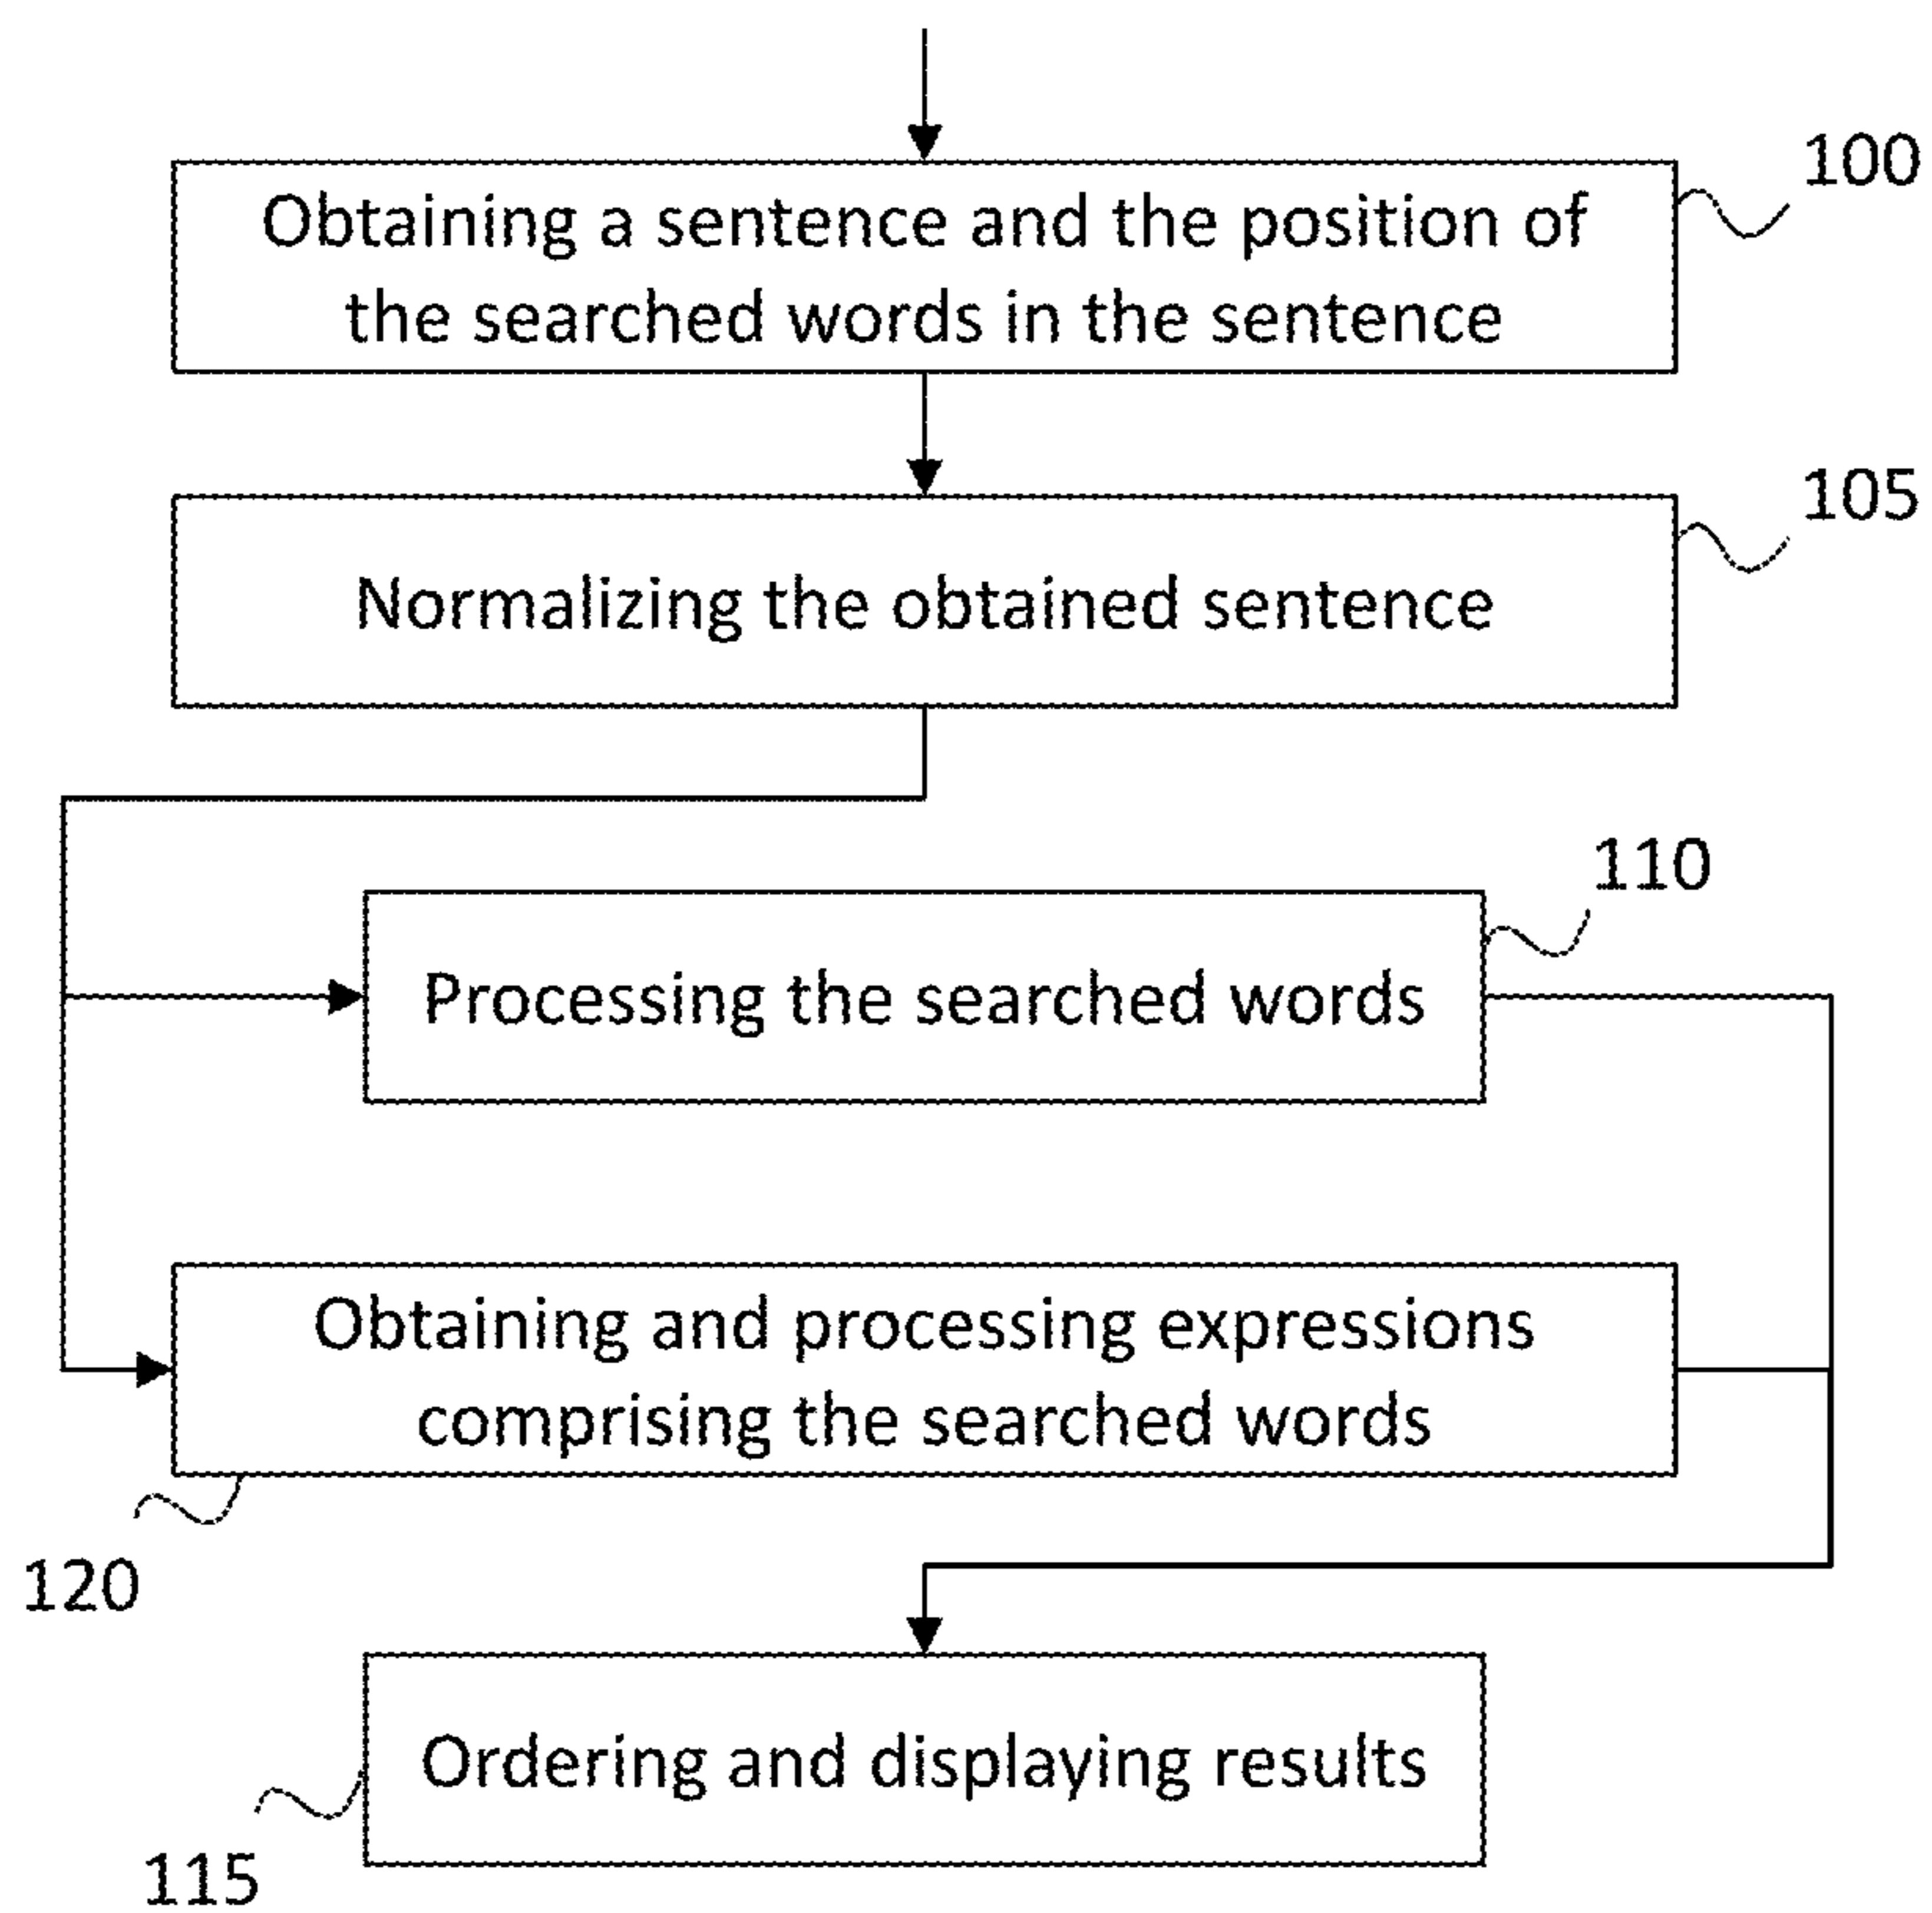 100
Obtaining a sentence and the position of
the searched words in the sentence
105
Normalizing the obtained sentence
110
Processing the searched words
Obtaining and processing expressions
comprising the searched words
120
Ordering and displaying results
115